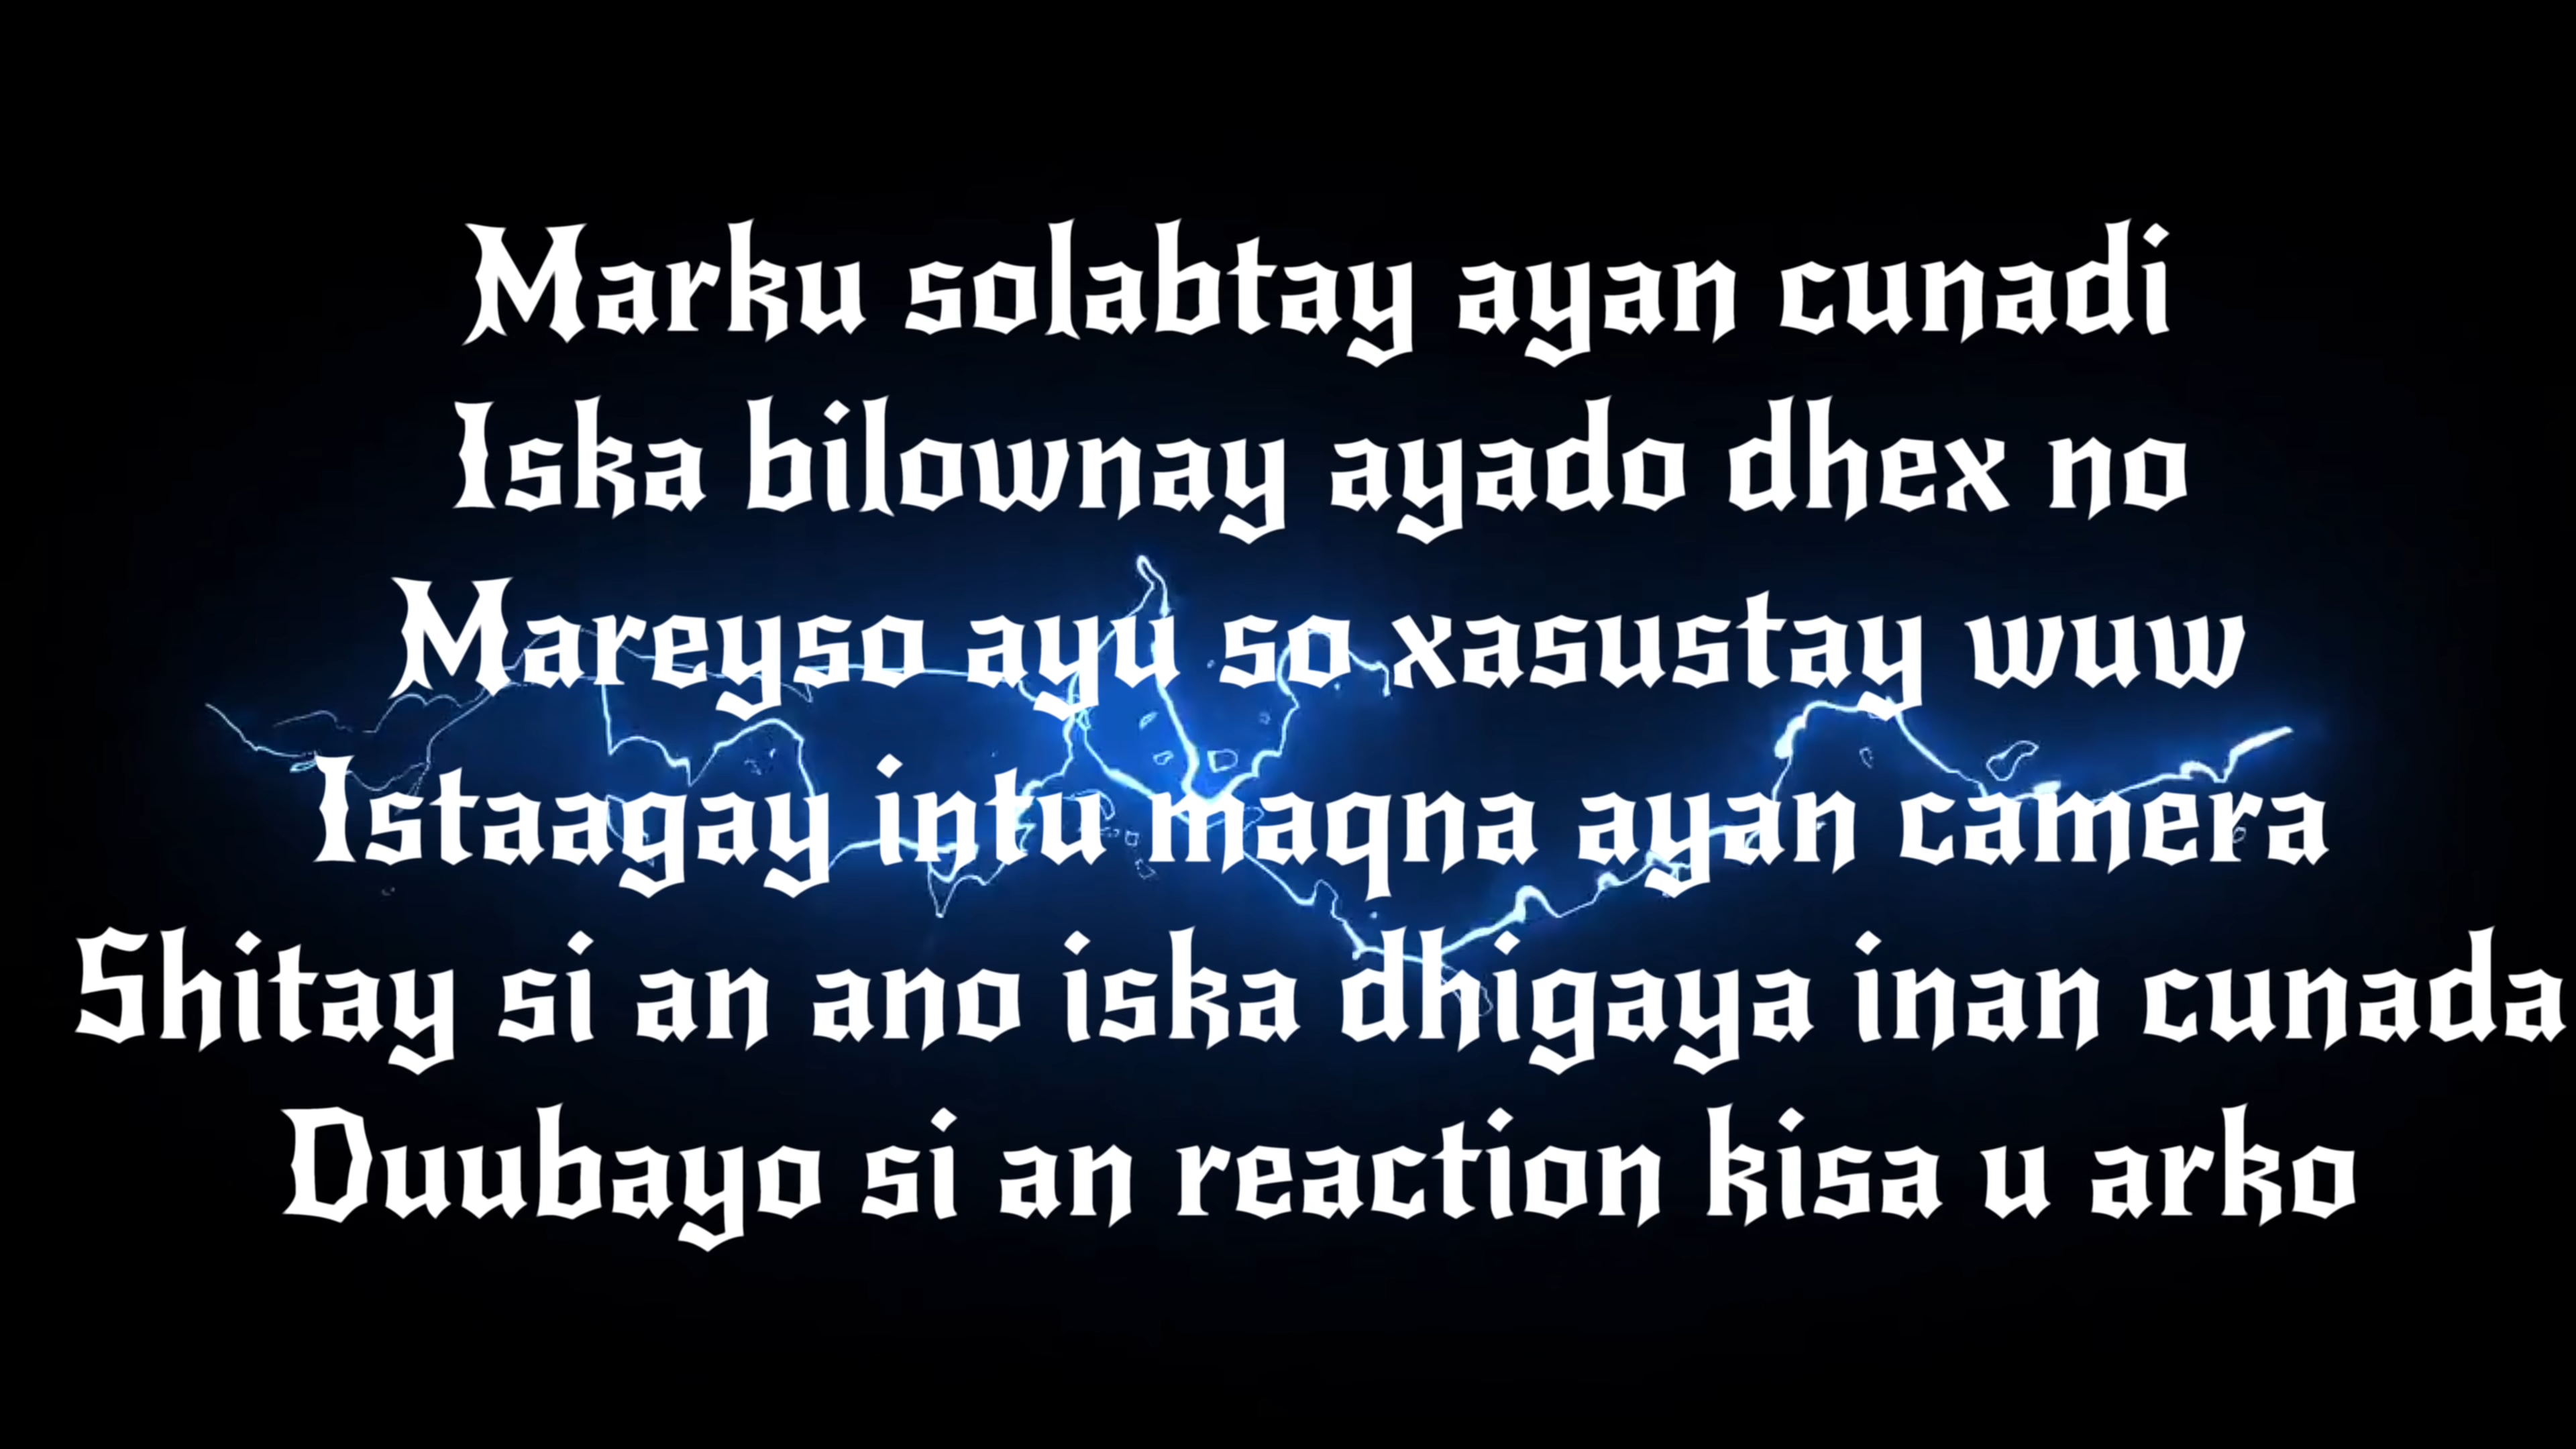 Marku solabtay ayan cunadi
Iska bilownay ayado dhex no
Mareyso ayu so xasustay wuw
Istaagay intu maqna ayan camera
Shitay si an ano iska dhigaya inan cunada
Duubayo si an reaction kisa u arko